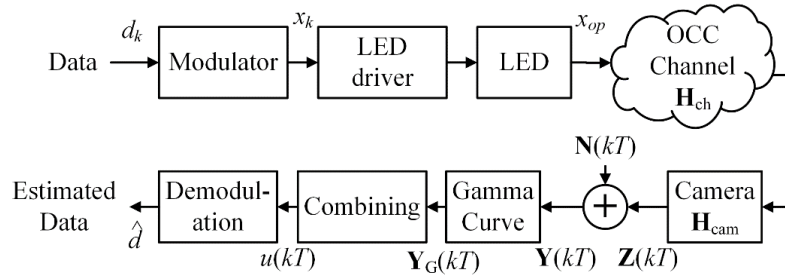 d_k
x_k
x_op
Data
Modulator
LED
driver
LED
OCC
Channel
H_ch
N(kT)
Estimated
Data
d̂
Demodul-
ation
u(kT)
Combining
Y_G(kT)
Gamma
Curve
Y(kT)
+
Z(kT)
Camera
H_cam